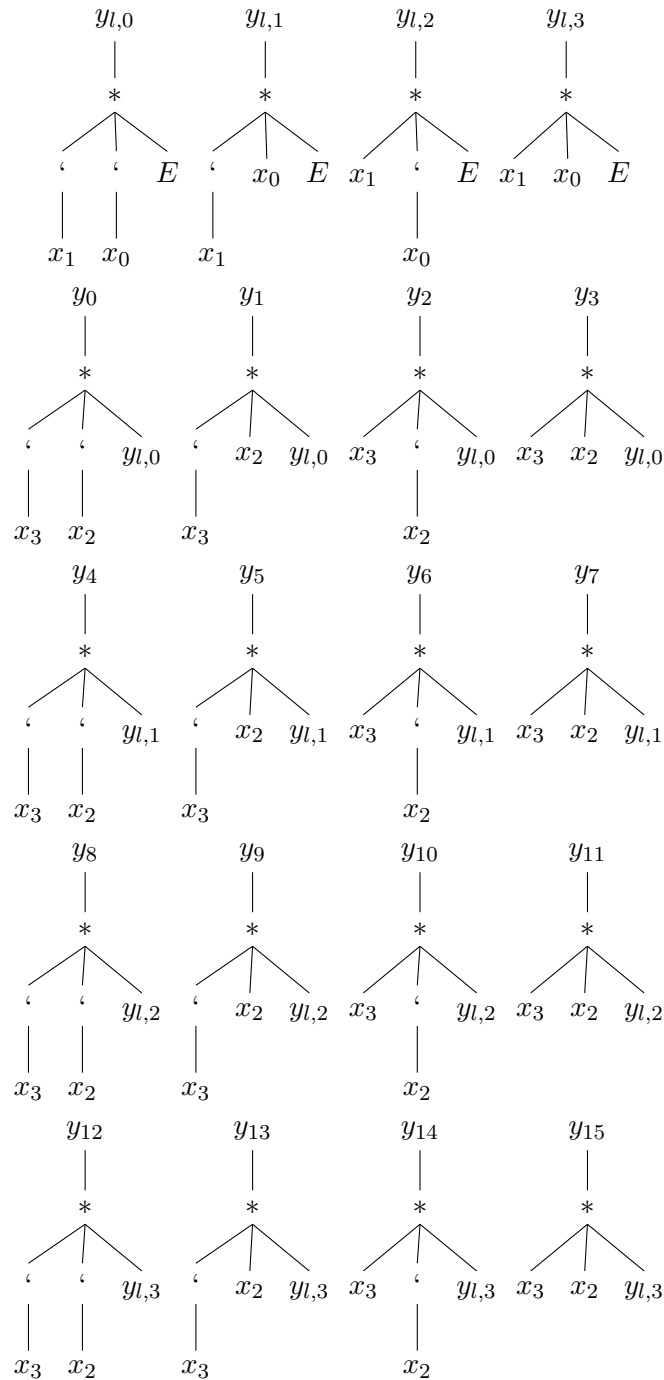 y_{l,0} y_{l,1} y_{l,2} y_{l,3}
* * * *
‘ ‘ E ‘ x_0 E x_1 ‘ E x_1 x_0 E
x_1 x_0 x_1 x_0
y_0 y_1 y_2 y_3
* * * *
‘ ‘ y_{l,0} ‘ x_2 y_{l,0} x_3 ‘ y_{l,0} x_3 x_2 y_{l,0}
x_3 x_2 x_3 x_2
y_4 y_5 y_6 y_7
* * * *
‘ ‘ y_{l,1} ‘ x_2 y_{l,1} x_3 ‘ y_{l,1} x_3 x_2 y_{l,1}
x_3 x_2 x_3 x_2
y_8 y_9 y_{10} y_{11}
* * * *
‘ ‘ y_{l,2} ‘ x_2 y_{l,2} x_3 ‘ y_{l,2} x_3 x_2 y_{l,2}
x_3 x_2 x_3 x_2
y_{12} y_{13} y_{14} y_{15}
* * * *
‘ ‘ y_{l,3} ‘ x_2 y_{l,3} x_3 ‘ y_{l,3} x_3 x_2 y_{l,3}
x_3 x_2 x_3 x_2